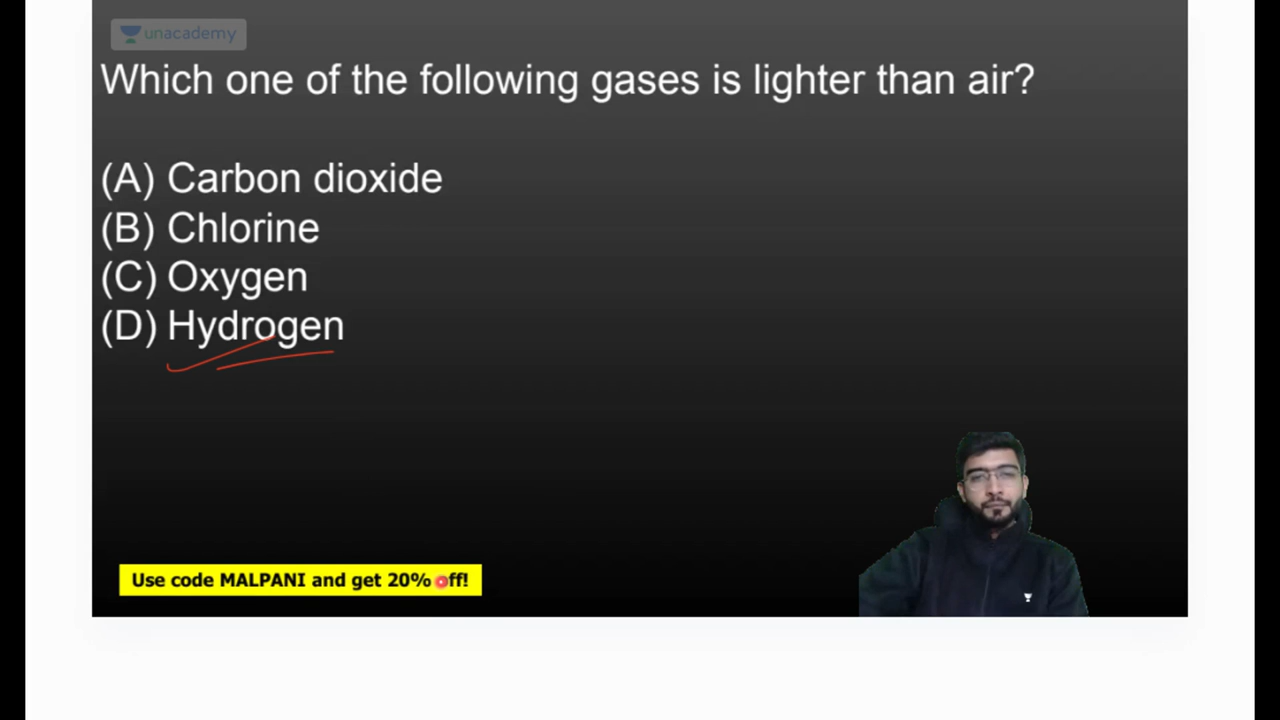 unacademy
Which one of the following gases is lighter than air?
(A) Carbon dioxide
(B) Chlorine
(C) Oxygen
(D) Hydrogen
Use code MALPANI and get 20% off!